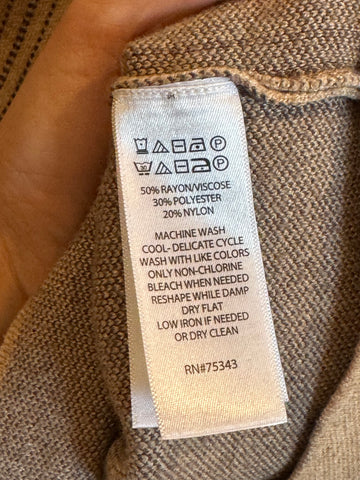 50% RAYON/VISCOSE
30% POLYESTER
20% NYLON
MACHINE WASH
COOL- DELICATE CYCLE
WASH WITH LIKE COLORS
ONLY NON-CHLORINE
BLEACH WHEN NEEDED
RESHAPE WHILE DAMP
DRY FLAT
LOW IRON IF NEEDED
OR DRY CLEAN
RN#75343